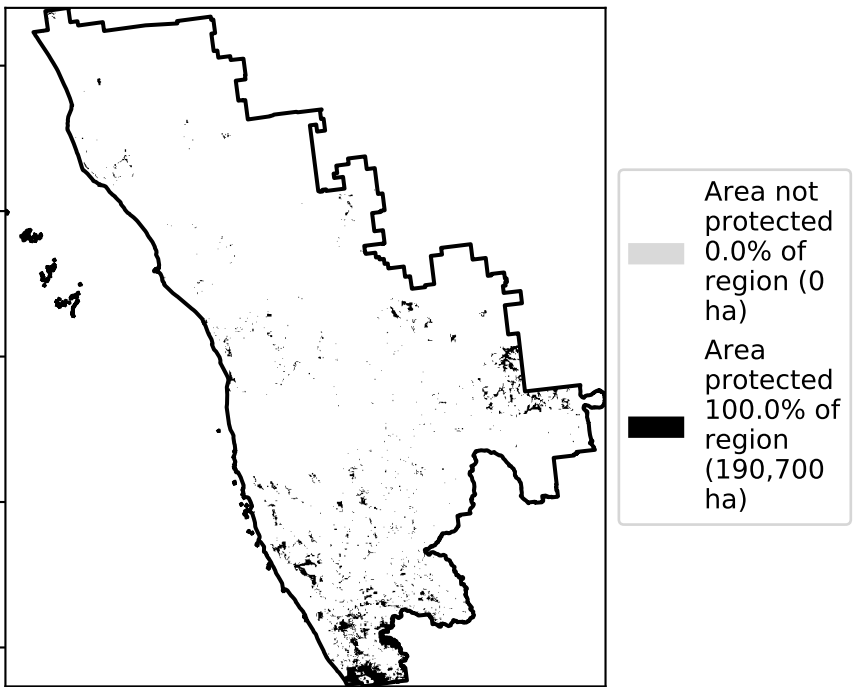 Area not
protected
0.0% of
region (0
ha)
Area
protected
100.0% of
region
(190,700
ha)